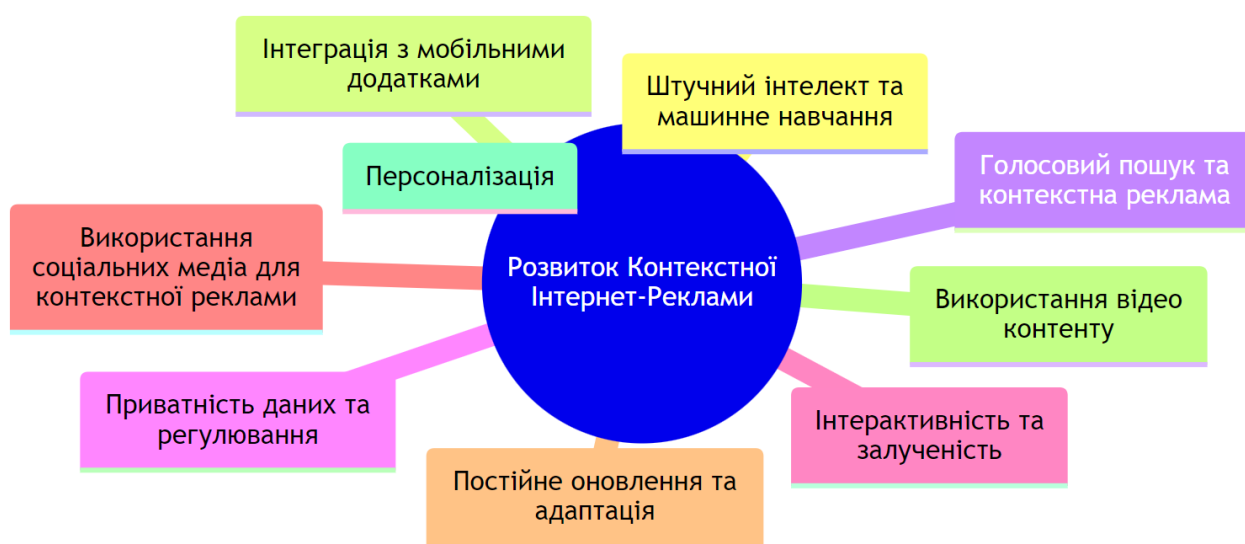 Інтеграція з мобільними
додатками
Штучний інтелект та
машинне навчання
Персоналізація
Голосовий пошук та
контекстна реклама
Використання
соціальних медіа для
контекстної реклами
Розвиток Контекстної
Інтернет-Реклами
Використання відео
контенту
Приватність даних та
регулювання
Інтерактивність та
залученість
Постійне оновлення та
адаптація